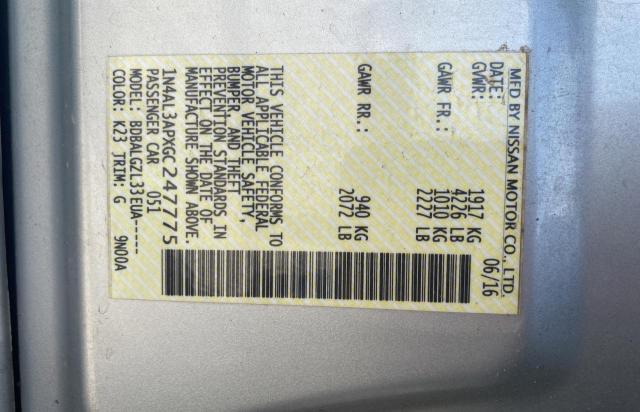 MFD BY NISSAN MOTOR CO., LTD.
DATE: 06/16
GVWR: 1917 KG
4226 LB
GAWR FR.: 1010 KG
2227 LB
GAWR RR.: 940 KG
2072 LB
THIS VEHICLE CONFORMS TO
ALL APPLICABLE FEDERAL
MOTOR VEHICLE SAFETY,
BUMPER, AND THEFT
PREVENTION STANDARDS IN
EFFECT ON THE DATE OF
MANUFACTURE SHOWN ABOVE.
1N4AL3APXGC247775
PASSENGER CAR 051
MODEL: BDBALGZL33EUA-----
COLOR: K23 TRIM: G 9N00A